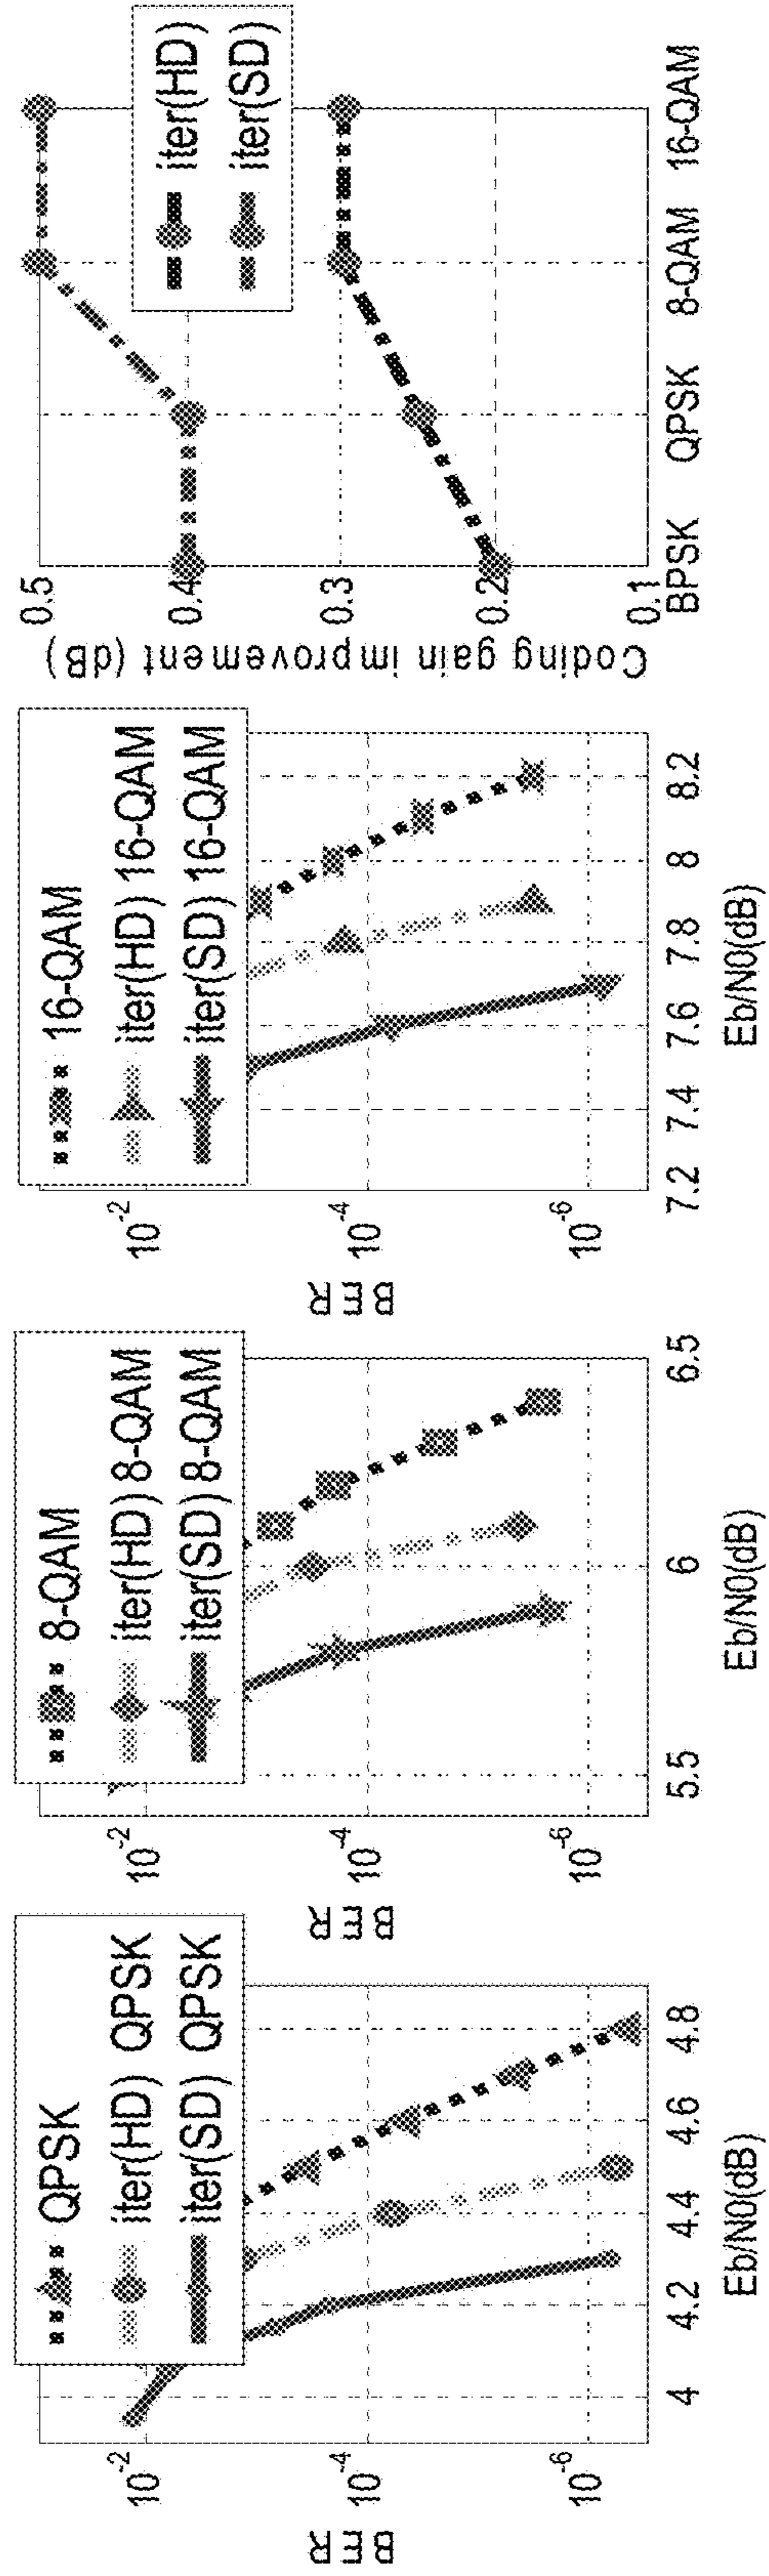 QPSK
iter(HD) QPSK
iter(SD) QPSK
10-2
10-4
10-6
BER
4
4.2
4.4
4.6
4.8
Eb/N0(dB)
8-QAM
iter(HD) 8-QAM
iter(SD) 8-QAM
10-2
10-4
10-6
BER
5.5
6
6.5
Eb/N0(dB)
16-QAM
iter(HD) 16-QAM
iter(SD) 16-QAM
10-2
10-4
10-6
BER
7.2
7.4
7.6
7.8
8
8.2
Eb/N0(dB)
Coding gain improvement (dB)
0.5
0.4
0.3
0.2
0.1
iter(HD)
iter(SD)
BPSK
QPSK
8-QAM
16-QAM